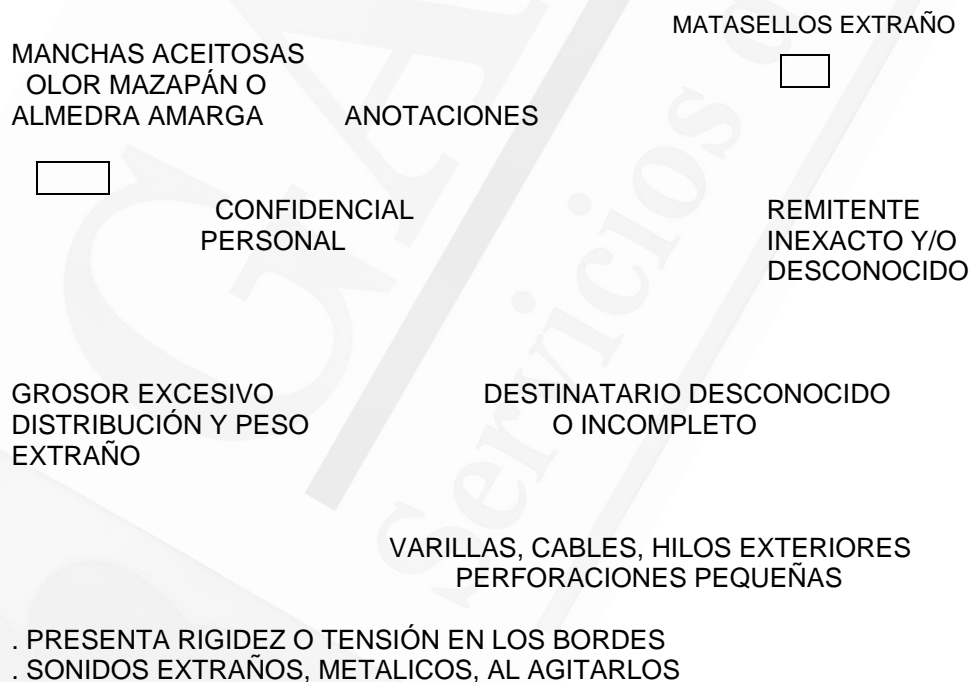 MATASELLOS EXTRAÑO
MANCHAS ACEITOSAS
OLOR MAZAPÁN O
ALMEDRA AMARGA ANOTACIONES
CONFIDENCIAL
PERSONAL
REMITENTE
INEXACTO Y/O
DESCONOCIDO
GROSOR EXCESIVO
DISTRIBUCIÓN Y PESO
EXTRAÑO
DESTINATARIO DESCONOCIDO
O INCOMPLETO
VARILLAS, CABLES, HILOS EXTERIORES
PERFORACIONES PEQUEÑAS
. PRESENTA RIGIDEZ O TENSIÓN EN LOS BORDES
. SONIDOS EXTRAÑOS, METALICOS, AL AGITARLOS
Servicios